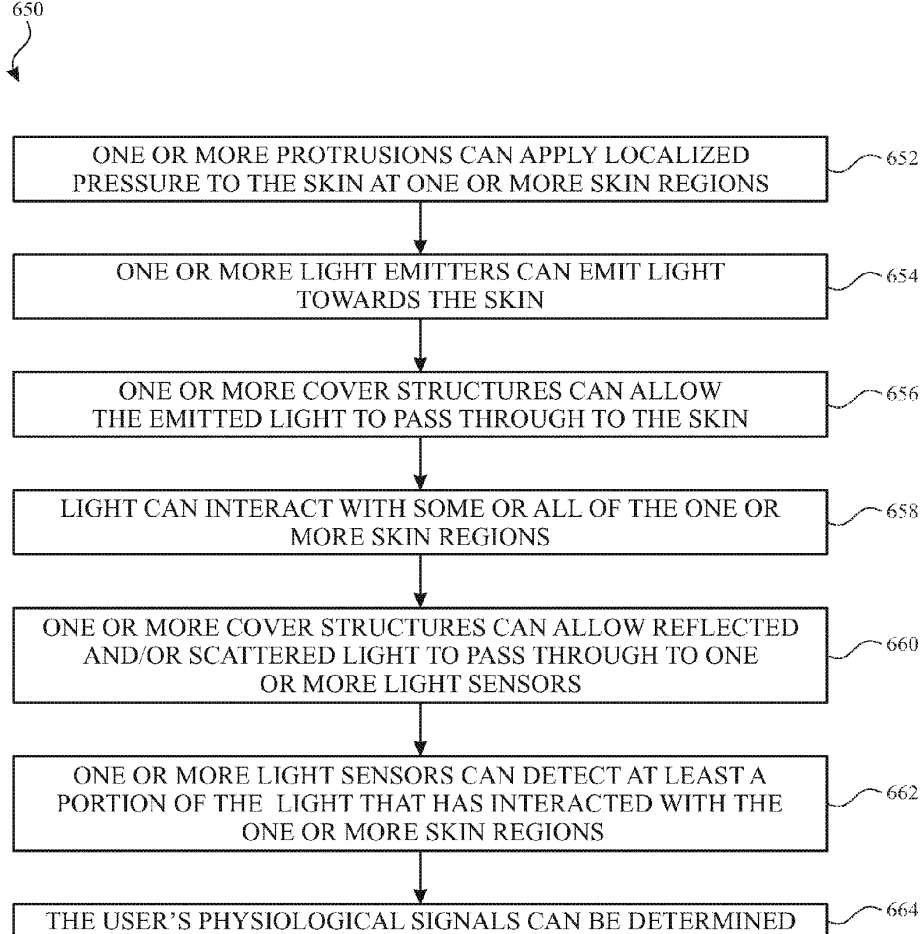 650
ONE OR MORE PROTRUSIONS CAN APPLY LOCALIZED
PRESSURE TO THE SKIN AT ONE OR MORE SKIN REGIONS
652
ONE OR MORE LIGHT EMITTERS CAN EMIT LIGHT
TOWARDS THE SKIN
654
ONE OR MORE COVER STRUCTURES CAN ALLOW
THE EMITTED LIGHT TO PASS THROUGH TO THE SKIN
656
LIGHT CAN INTERACT WITH SOME OR ALL OF THE ONE OR
MORE SKIN REGIONS
658
ONE OR MORE COVER STRUCTURES CAN ALLOW REFLECTED
AND/OR SCATTERED LIGHT TO PASS THROUGH TO ONE
OR MORE LIGHT SENSORS
660
ONE OR MORE LIGHT SENSORS CAN DETECT AT LEAST A
PORTION OF THE LIGHT THAT HAS INTERACTED WITH THE
ONE OR MORE SKIN REGIONS
662
THE USER'S PHYSIOLOGICAL SIGNALS CAN BE DETERMINED
664